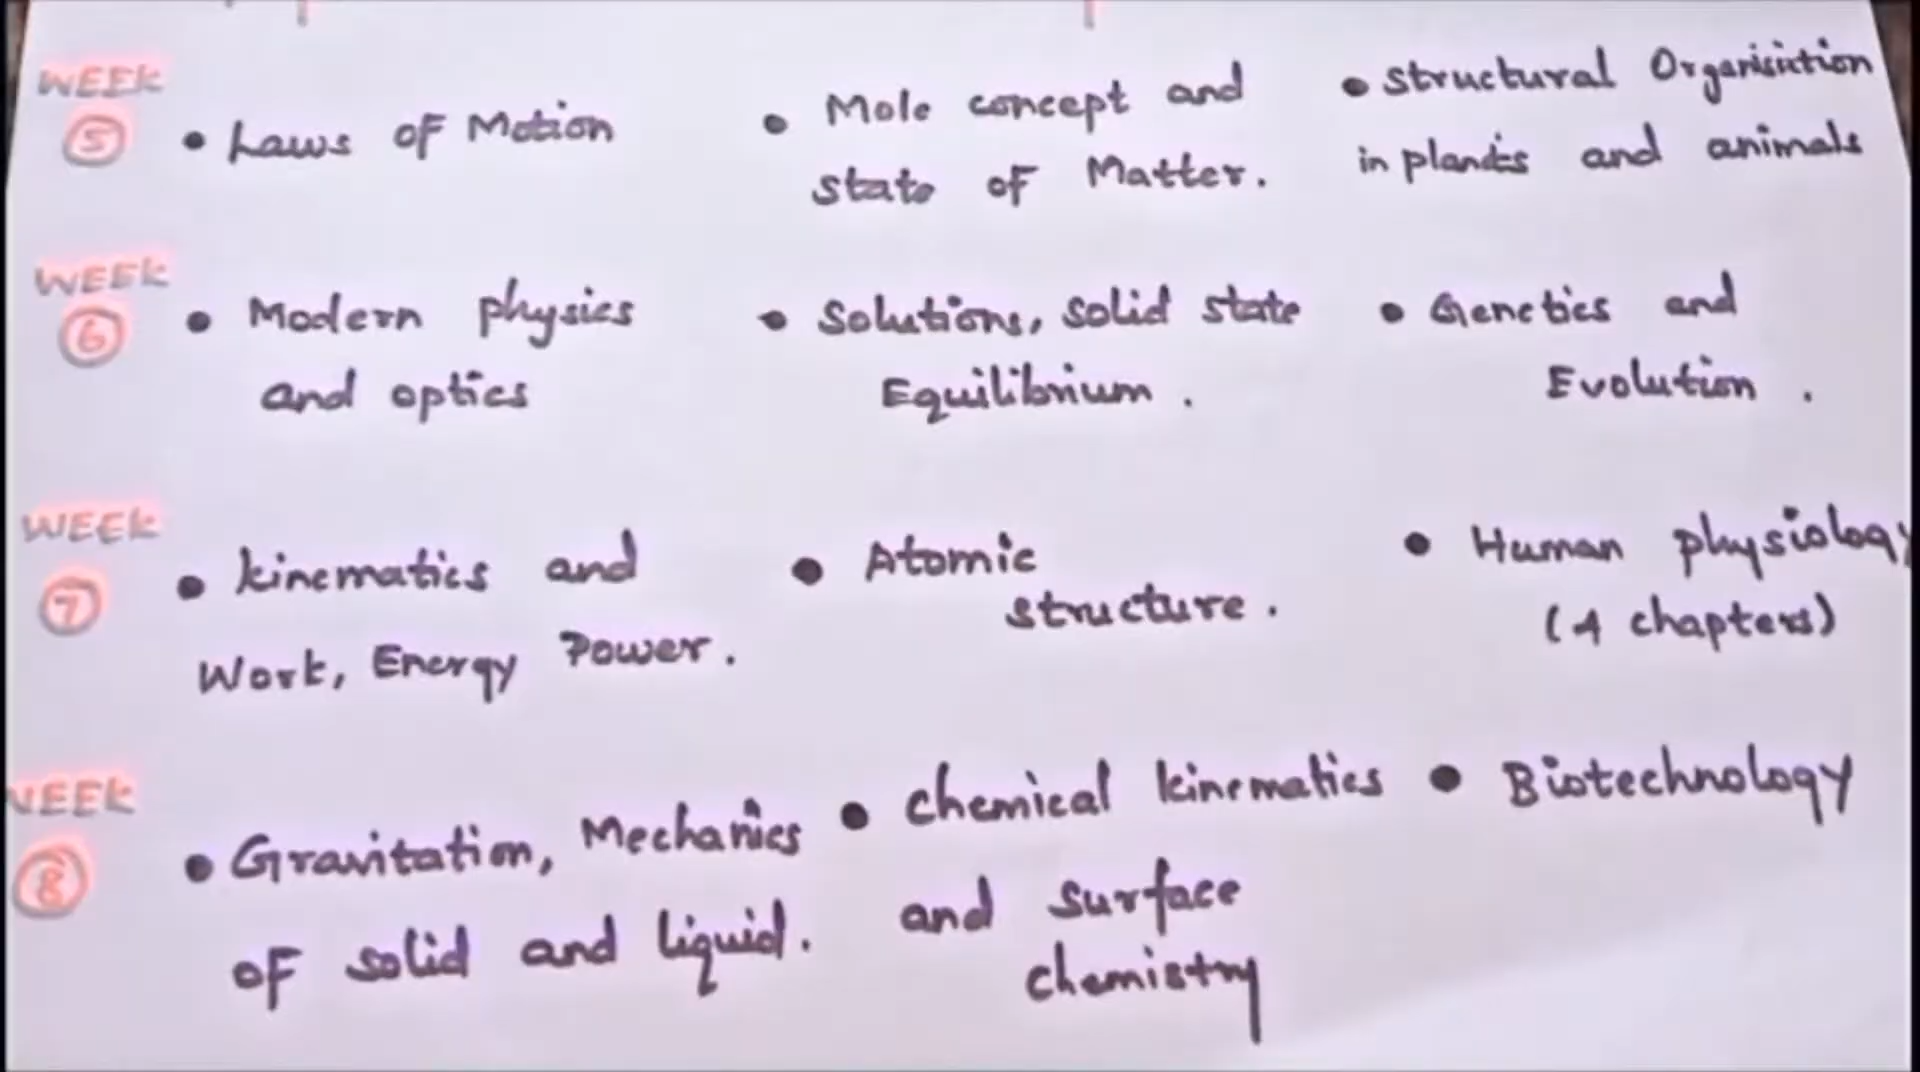 WEEK
5
• Laws of Motion
• Mole concept and
state of Matter.
• Structural Organisiation
in plants and animals
WEEK
6
• Modern physics
and optics
• Solutions, solid state
Equilibrium.
• Genetics and
Evolution.
WEEK
7
• kinematics and
Work, Energy Power.
• Atomic
structure.
• Human physiology
(4 chapters)
WEEK
8
• Gravitation, Mechanics
of solid and liquid.
• chemical kinematics
and surface
chemistry
• Biotechnology